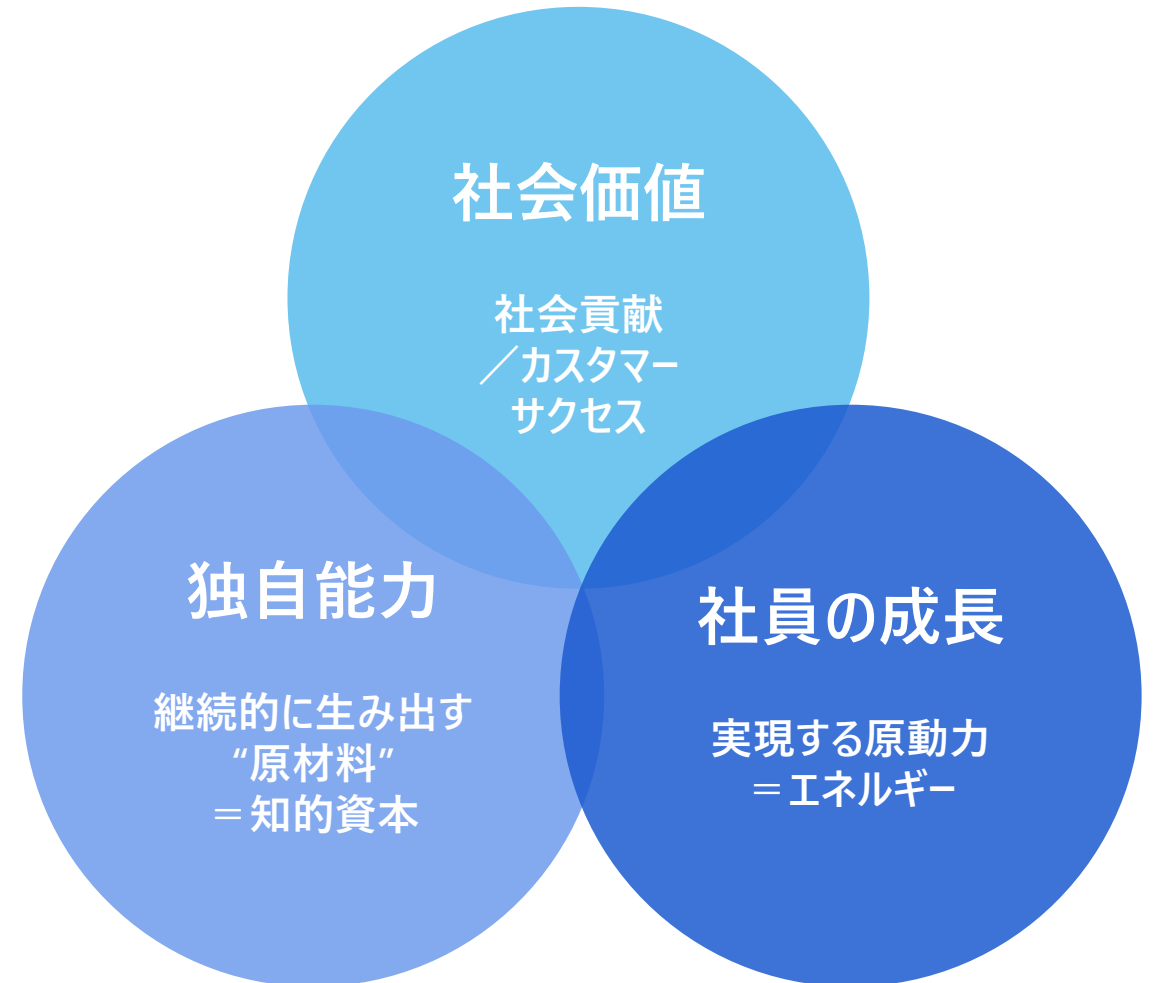 社会価値
社会貢献
／カスタマー
サクセス
独自能力
継続的に生み出す
“原材料”
＝知的資本
社員の成長
実現する原動力
＝エネルギー